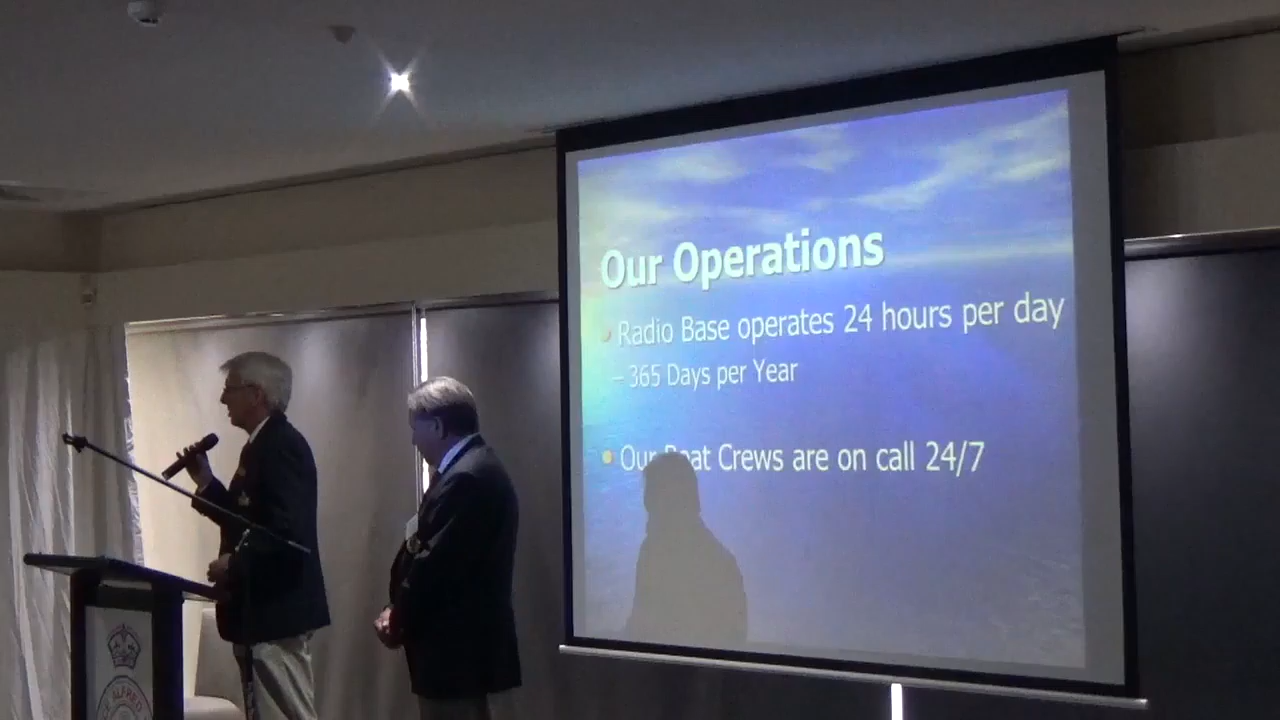 Our Operations
Radio Base operates 24 hours per day
– 365 Days per Year
Our Boat Crews are on call 24/7
ALFRED